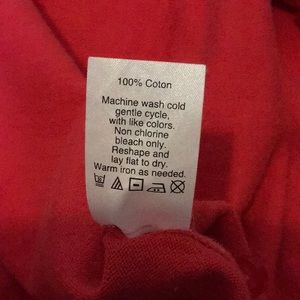 100% Coton
Machine wash cold
gentle cycle,
with like colors.
Non chlorine
bleach only.
Reshape and
lay flat to dry.
Warm iron as needed.